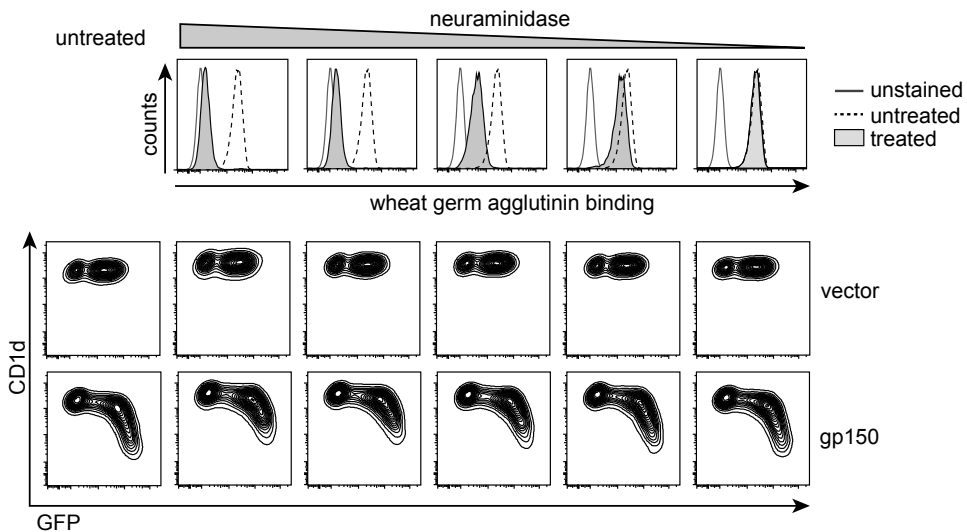 neuraminidase
untreated
counts
unstained
untreated
treated
wheat germ agglutinin binding
CD1d
vector
gp150
GFP